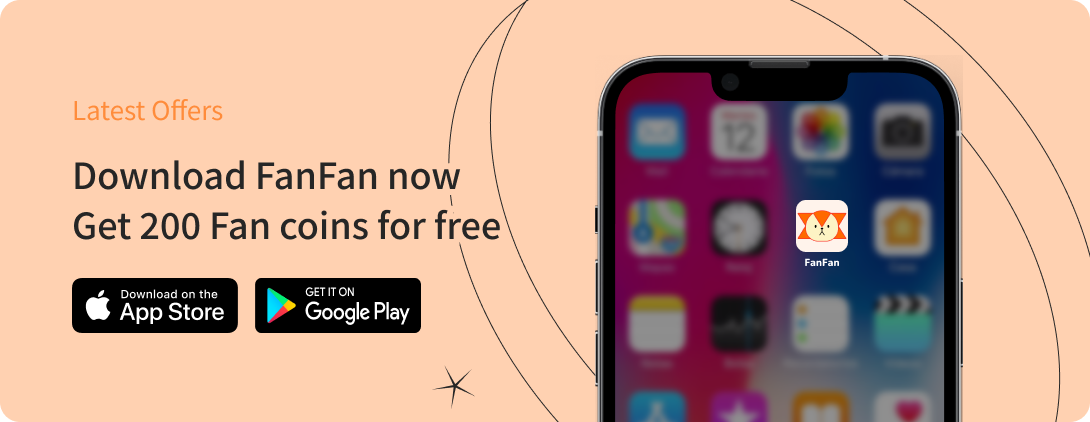 Latest Offers
Download FanFan now
Get 200 Fan coins for free
Download on the
App Store
GET IT ON
Google Play
12
FanFan